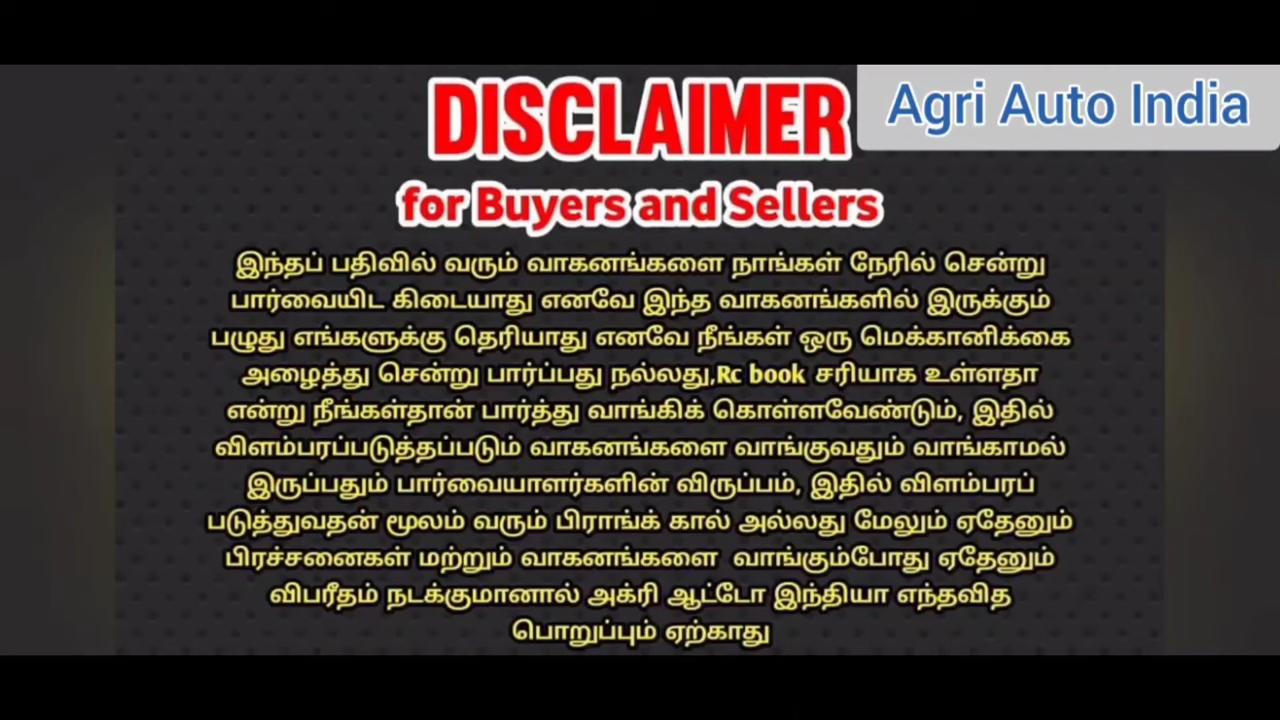 DISCLAIMER
Agri Auto India
for Buyers and Sellers
இந்தப் பதிவில் வரும் வாகனங்களை நாங்கள் நேரில் சென்று
பார்வையிட கிடையாது எனவே இந்த வாகனங்களில் இருக்கும்
பழுது எங்களுக்கு தெரியாது எனவே நீங்கள் ஒரு மெக்கானிக்கை
அழைத்து சென்று பார்ப்பது நல்லது,Rc book சரியாக உள்ளதா
என்று நீங்கள்தான் பார்த்து வாங்கிக் கொள்ளவேண்டும், இதில்
விளம்பரப்படுத்தப்படும் வாகனங்களை வாங்குவதும் வாங்காமல்
இருப்பதும் பார்வையாளர்களின் விருப்பம், இதில் விளம்பரப்
படுத்துவதன் மூலம் வரும் பிராங்க் கால் அல்லது மேலும் ஏதேனும்
பிரச்சனைகள் மற்றும் வாகனங்களை வாங்கும்போது ஏதேனும்
விபரீதம் நடக்குமானால் அக்ரி ஆட்டோ இந்தியா எந்தவித
பொறுப்பும் ஏற்காது